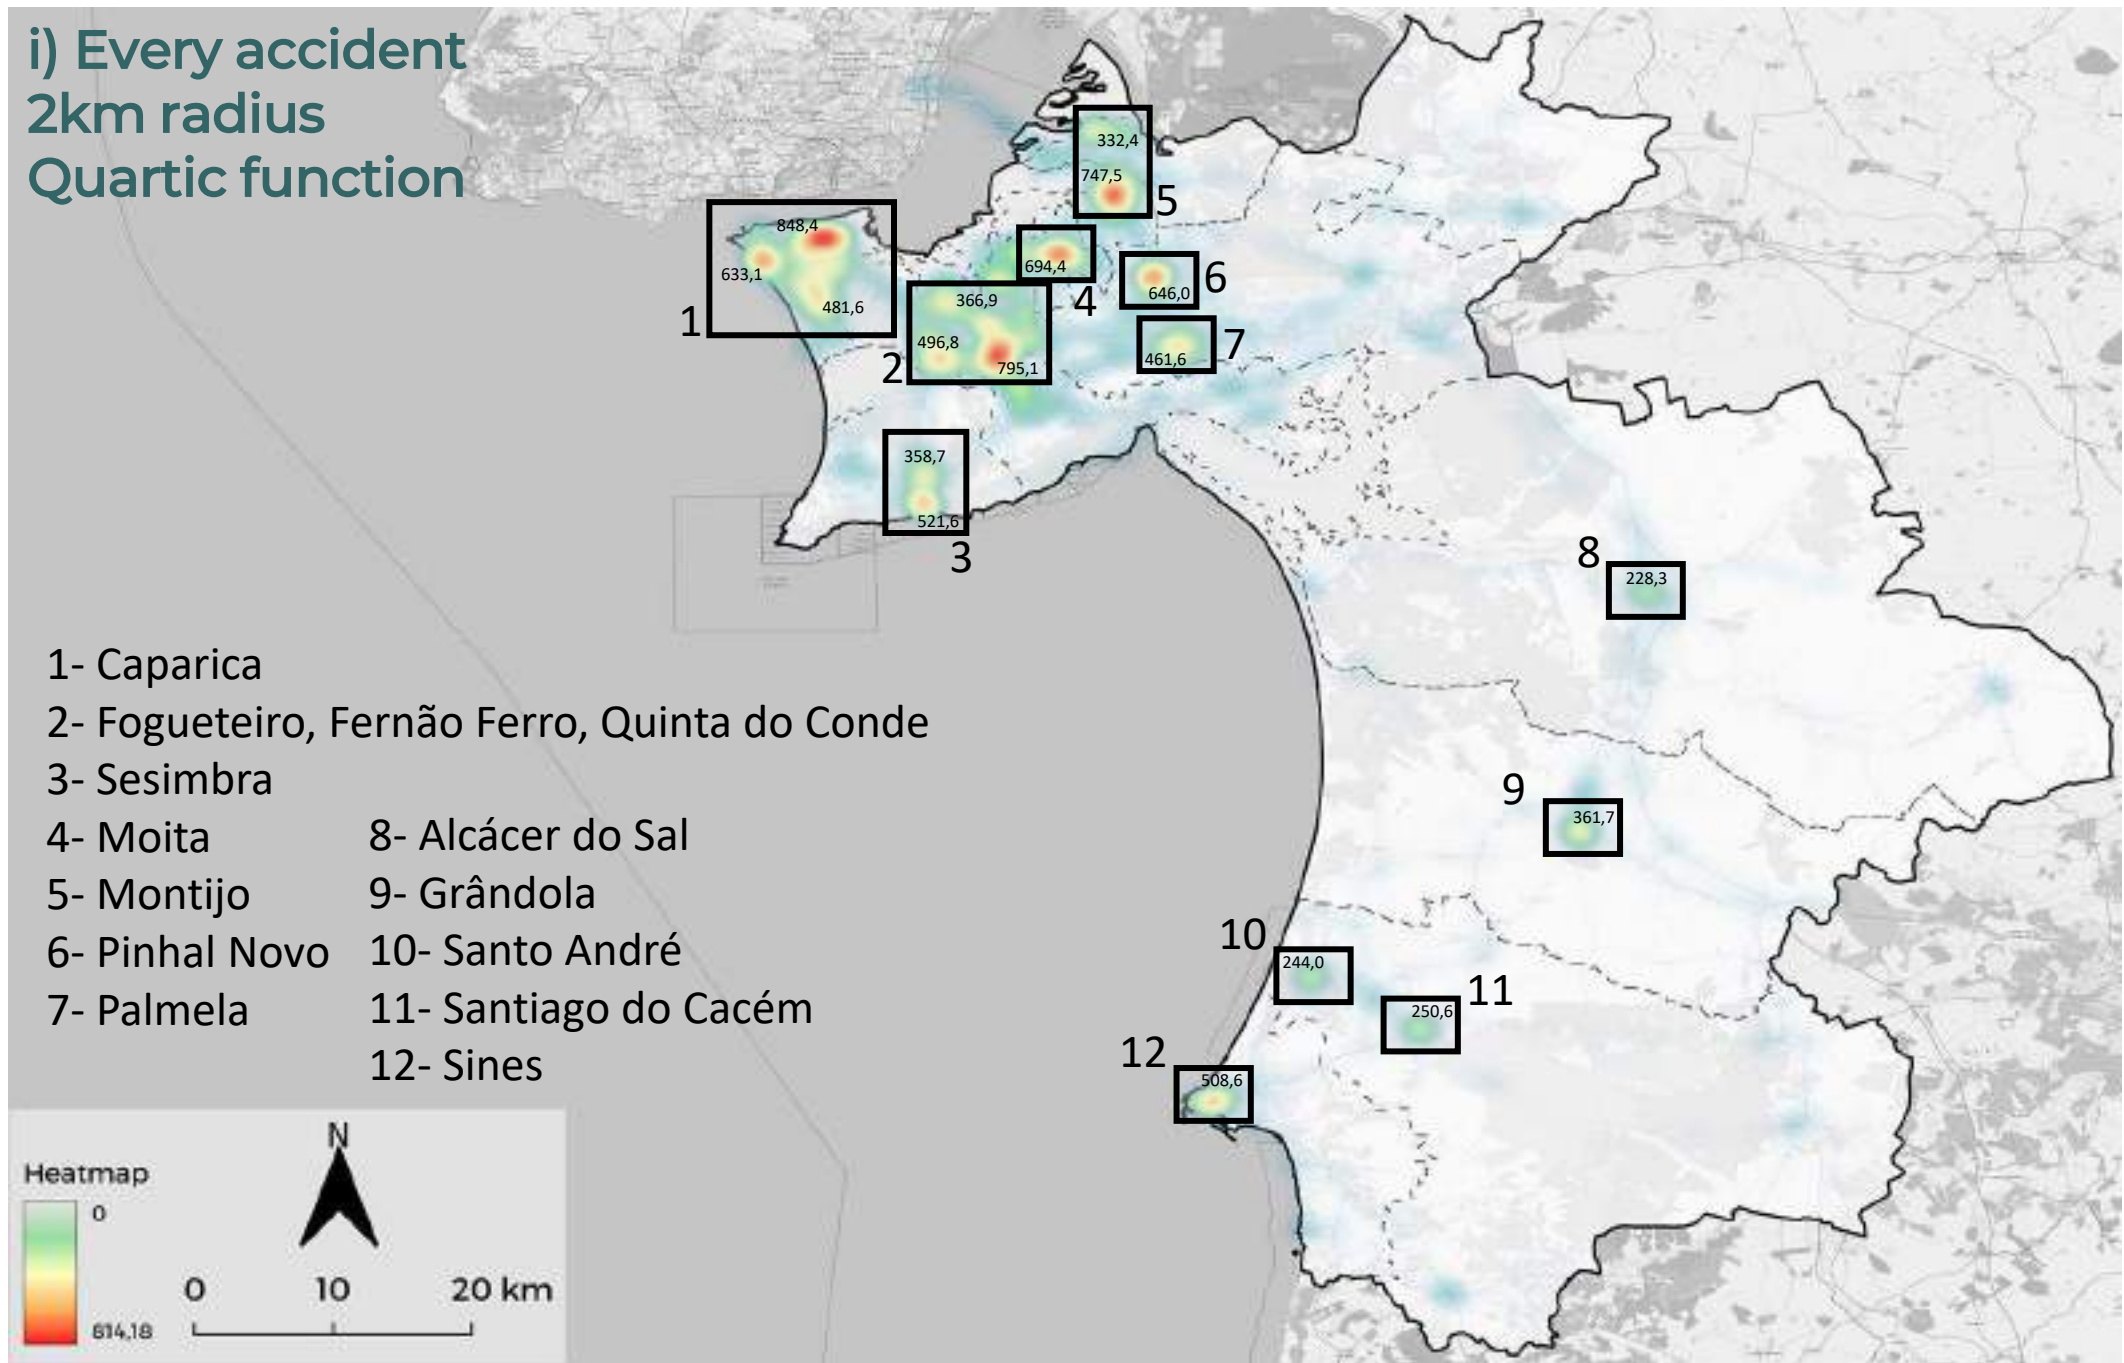 i) Every accident
2km radius
Quartic function
332,4
747,5
5
848,4
633,1
481,6
1
694,4
4
646,0
6
366,9
496,8
795,1
2
461,6
7
358,7
521,6
3
8
228,3
9
361,7
10
244,0
11
250,6
12
508,6
1- Caparica
2- Fogueteiro, Fernão Ferro, Quinta do Conde
3- Sesimbra
4- Moita
5- Montijo
6- Pinhal Novo
7- Palmela
8- Alcácer do Sal
9- Grândola
10- Santo André
11- Santiago do Cacém
12- Sines
Heatmap
0
814,18
N
0 10 20 km